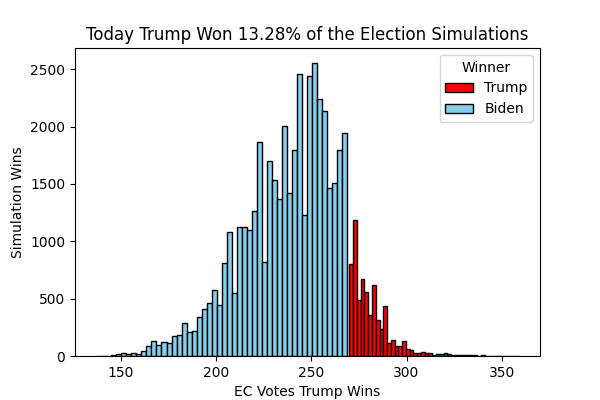 Today Trump Won 13.28% of the Election Simulations
Winner
Trump
Biden
Simulation Wins
2500
2000
1500
1000
500
0
150
200
250
300
350
EC Votes Trump Wins